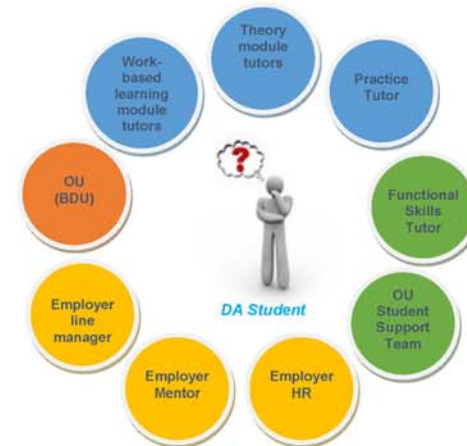 Theory
module
tutors
Practice
Tutor
Functional
Skills
Tutor
OU
Student
Support
Team
Employer
HR
Employer
Mentor
Employer
line
manager
OU
(BDU)
Work-
based
learning
module
tutors
?
DA Student